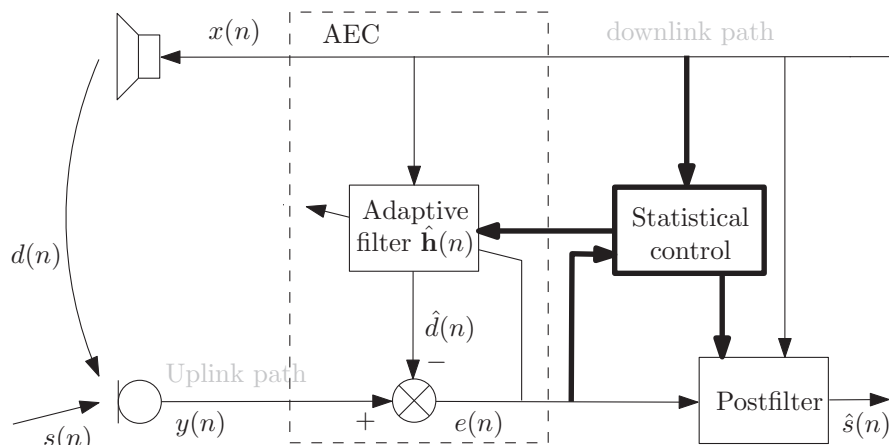 x(n)
AEC
downlink path
Adaptive
filter ĥ(n)
Statistical
control
d(n)
d̂(n)
−
Uplink path
Postfilter
s(n)
y(n)
+
e(n)
ŝ(n)